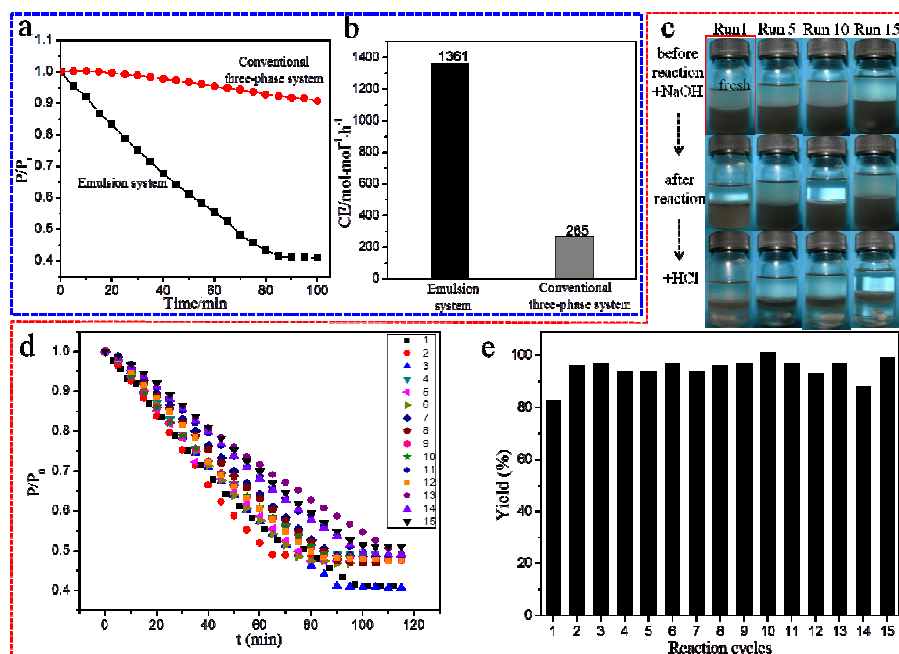 a
1.1
1.0
0.9
0.8
0.7
0.6
0.5
0.4
P/P
Conventional
three-phase system
Emulsion system
0 20 40 60 80 100
Time/min
b
1400
1200
1000
800
600
400
200
0
CE/mol·mol⁻¹·h⁻¹
1361
265
Emulsion
system
Conventional
three-phase system
c
Run1 Run 5 Run 10 Run 15
before
reaction
+NaOH
fresh
after
reaction
+HCl
d
1.0
0.9
0.8
0.7
0.6
0.5
0.4
P/P₀
1
2
3
4
5
6
7
8
9
10
11
12
13
14
15
0 20 40 60 80 100 120
t (min)
e
100
80
60
40
20
0
Yield (%)
1 2 3 4 5 6 7 8 9 10 11 12 13 14 15
Reaction cycles